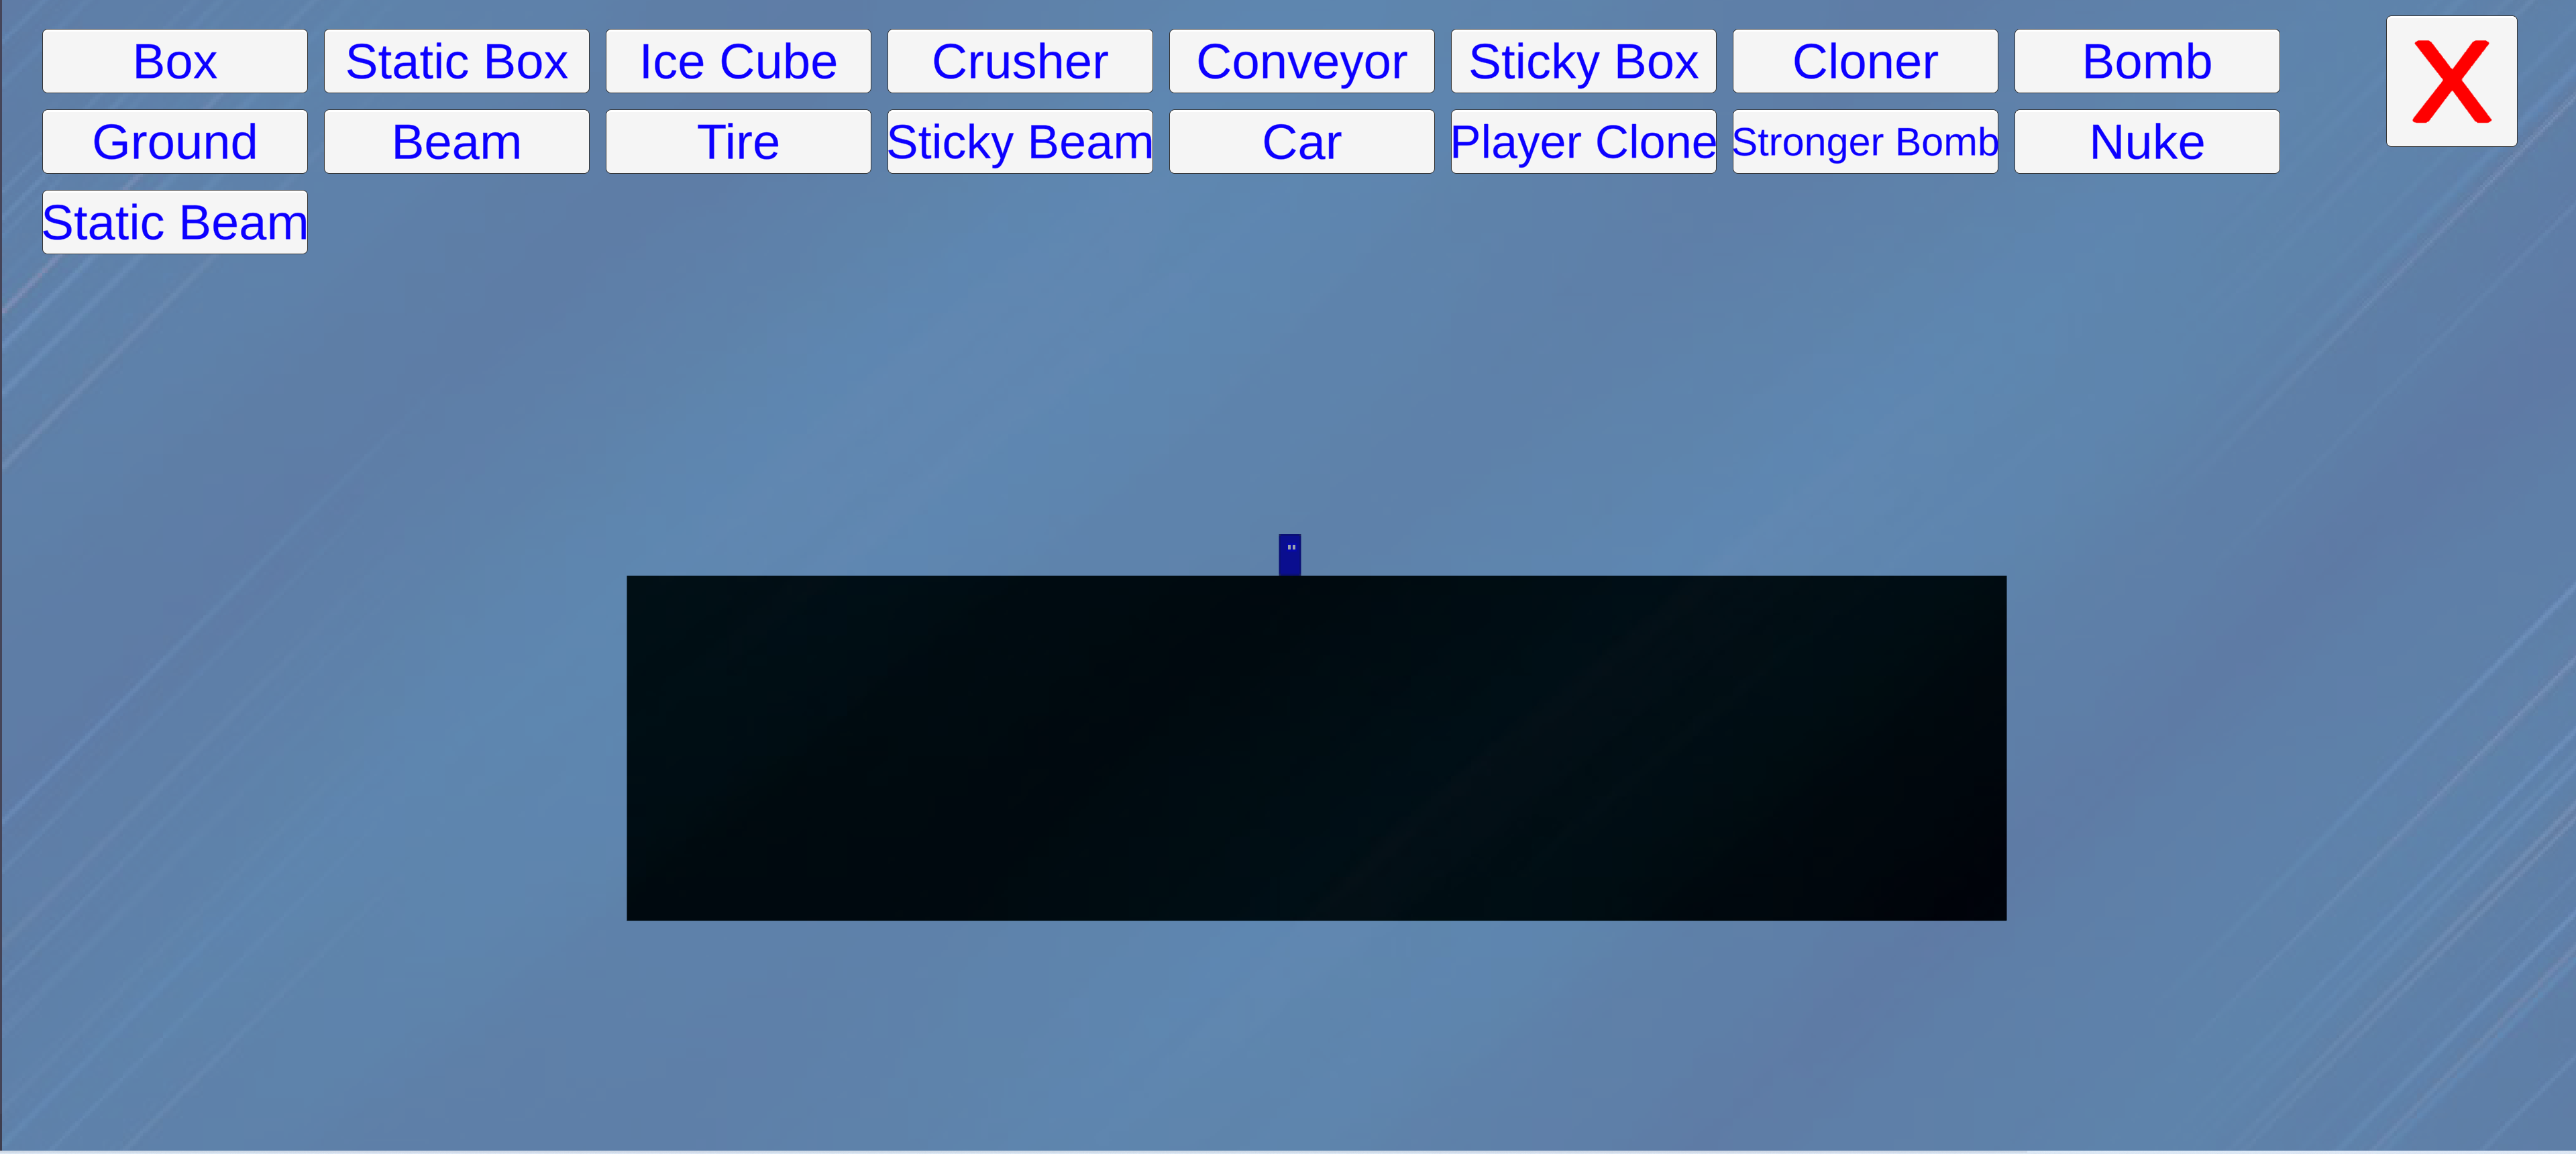 Box Static Box Ice Cube Crusher Conveyor Sticky Box Cloner Bomb X
Ground Beam Tire Sticky Beam Car Player Clone Stronger Bomb Nuke
Static Beam
"